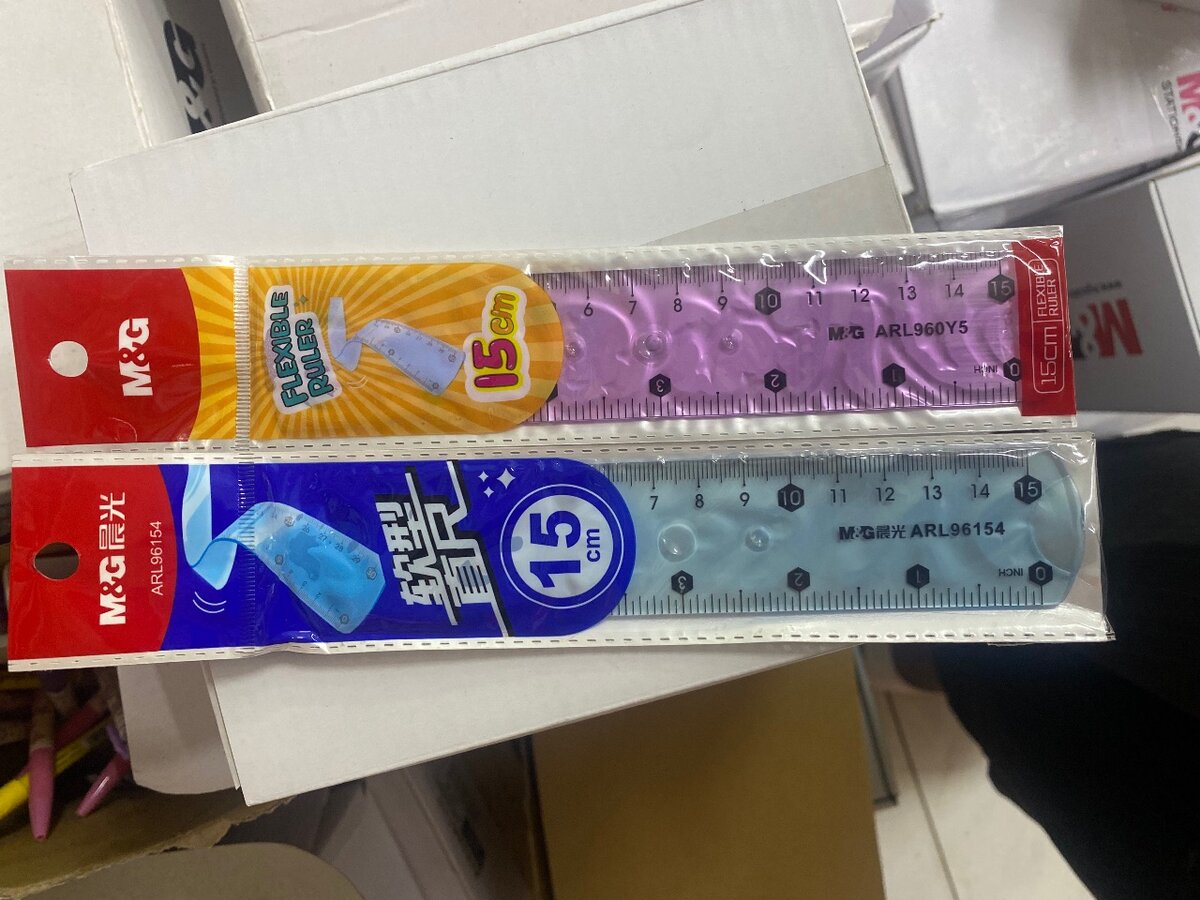 M&G
FLEXIBLE
RULER
15cm
6 7 8 9 10 11 12 13 14 15
M&G ARL960Y5
3 2 1 INCH 0
15cm
FLEXIBLE
RULER
M&G晨光
ARL96154
软型
直尺
15
cm
7 8 9 10 11 12 13 14 15
M&G晨光 ARL96154
3 2 1 INCH 0
&G
M&G
STATIONERY
M&G
www.